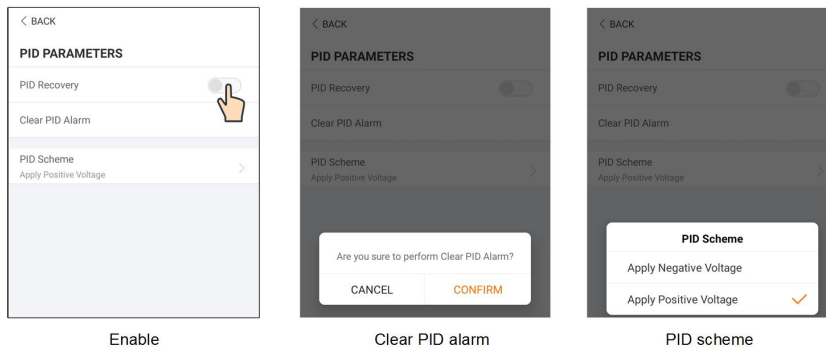 < BACK
PID PARAMETERS
PID Recovery
Clear PID Alarm
PID Scheme
Apply Positive Voltage
Enable
< BACK
PID PARAMETERS
PID Recovery
Clear PID Alarm
PID Scheme
Apply Positive Voltage
Are you sure to perform Clear PID Alarm?
CANCEL CONFIRM
Clear PID alarm
< BACK
PID PARAMETERS
PID Recovery
Clear PID Alarm
PID Scheme
Apply Positive Voltage
PID Scheme
Apply Negative Voltage
Apply Positive Voltage
PID scheme